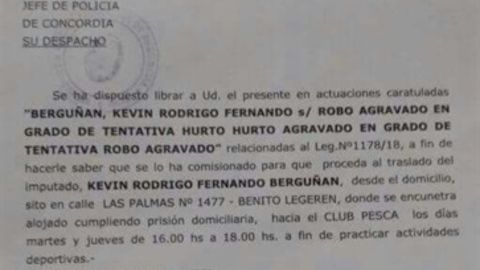 JEFE DE POLICIA
DE CONCORDIA
SU DESPACHO
Se ha dispuesto librar a Ud. el presente en actuaciones caratuladas
"BERGUÑAN, KEVIN RODRIGO FERNANDO s/ ROBO AGRAVADO EN
GRADO DE TENTATIVA HURTO HURTO AGRAVADO EN GRADO DE
TENTATIVA ROBO AGRAVADO" relacionadas al Leg.Nº1178/18, a fin de
hacerle saber que se lo ha comisionado para que proceda al traslado del
imputado, KEVIN RODRIGO FERNANDO BERGUÑAN, desde el domicilio,
sito en calle LAS PALMAS Nº 1477 - BENITO LEGEREN, donde se encunetra
alojado cumpliendo prisión domiciliaria, hacia el CLUB PESCA los días
martes y jueves de 16.00 hs a 18.00 hs. a fin de practicar actividades
deportivas.-